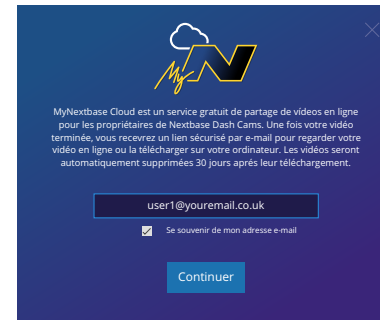 My N
MyNextbase Cloud est un service gratuit de partage de vídeos en ligne
pour les propriétaires de Nextbase Dash Cams. Une fois votre vidéo
terminée, vous recevrez un lien sécurisé par e-mail pour regarder votre
vidéo en ligne ou la télécharger sur votre ordinateur. Les vidéos seront
automatiquement supprimées 30 jours aprés leur téléchargement.
user1@youremail.co.uk
Se souvenir de mon adresse e-mail
Continuer